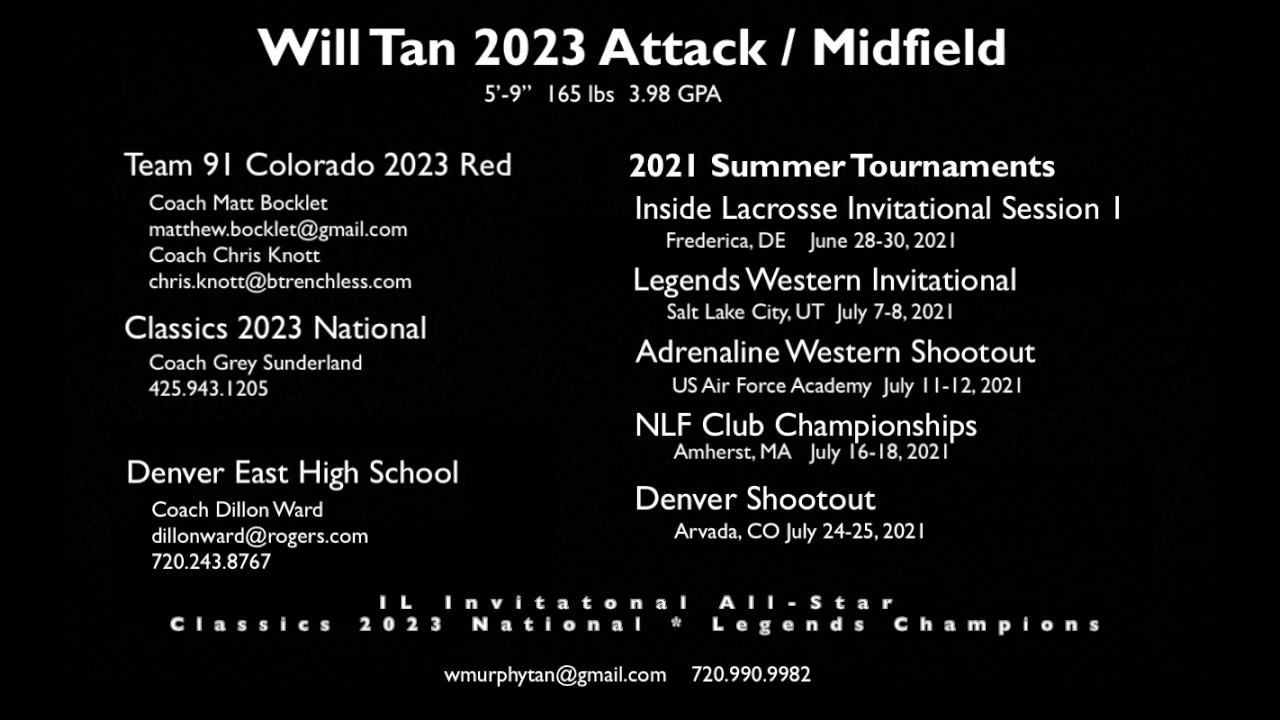 Will Tan 2023 Attack / Midfield
5'-9” 165 lbs 3.98 GPA
Team 91 Colorado 2023 Red
Coach Matt Bocklet
matthew.bocklet@gmail.com
Coach Chris Knott
chris.knott@btrenchless.com
Classics 2023 National
Coach Grey Sunderland
425.943.1205
Denver East High School
Coach Dillon Ward
dillonward@rogers.com
720.243.8767
2021 Summer Tournaments
Inside Lacrosse Invitational Session 1
Frederica, DE June 28-30, 2021
Legends Western Invitational
Salt Lake City, UT July 7-8, 2021
Adrenaline Western Shootout
US Air Force Academy July 11-12, 2021
NLF Club Championships
Amherst, MA July 16-18, 2021
Denver Shootout
Arvada, CO July 24-25, 2021
IL Invitatonal All-Star
Classics 2023 National * Legends Champions
wmurphytan@gmail.com 720.990.9982